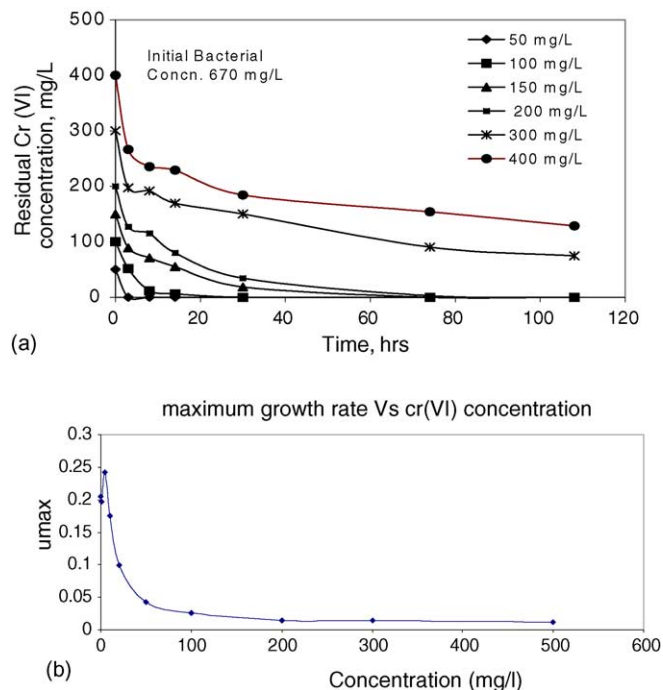 500
400
300
200
100
0
Residual Cr (VI)
concentration, mg/L
Initial Bacterial
Concn. 670 mg/L
50 mg/L
100 mg/L
150 mg/L
200 mg/L
300 mg/L
400 mg/L
0 20 40 60 80 100 120
(a)
Time, hrs
maximum growth rate Vs cr(VI) concentration
0.3
0.25
0.2
0.15
0.1
0.05
0
umax
0 100 200 300 400 500 600
(b)
Concentration (mg/l)